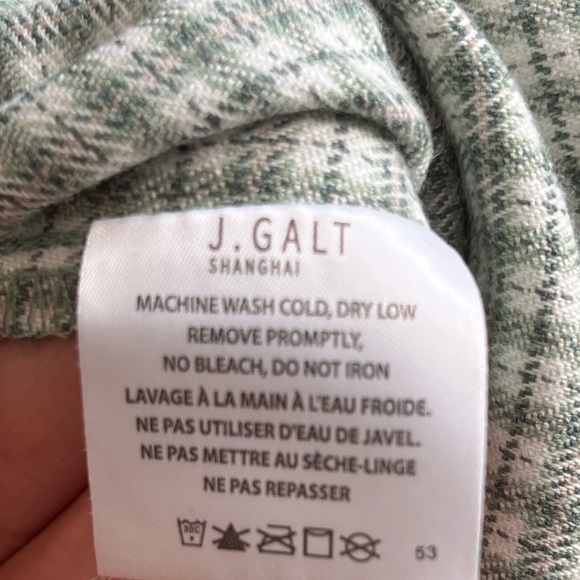 J.GALT
SHANGHAI
MACHINE WASH COLD, DRY LOW
REMOVE PROMPTLY,
NO BLEACH, DO NOT IRON
LAVAGE À LA MAIN À L'EAU FROIDE.
NE PAS UTILISER D'EAU DE JAVEL.
NE PAS METTRE AU SÈCHE-LINGE
NE PAS REPASSER
30C
53